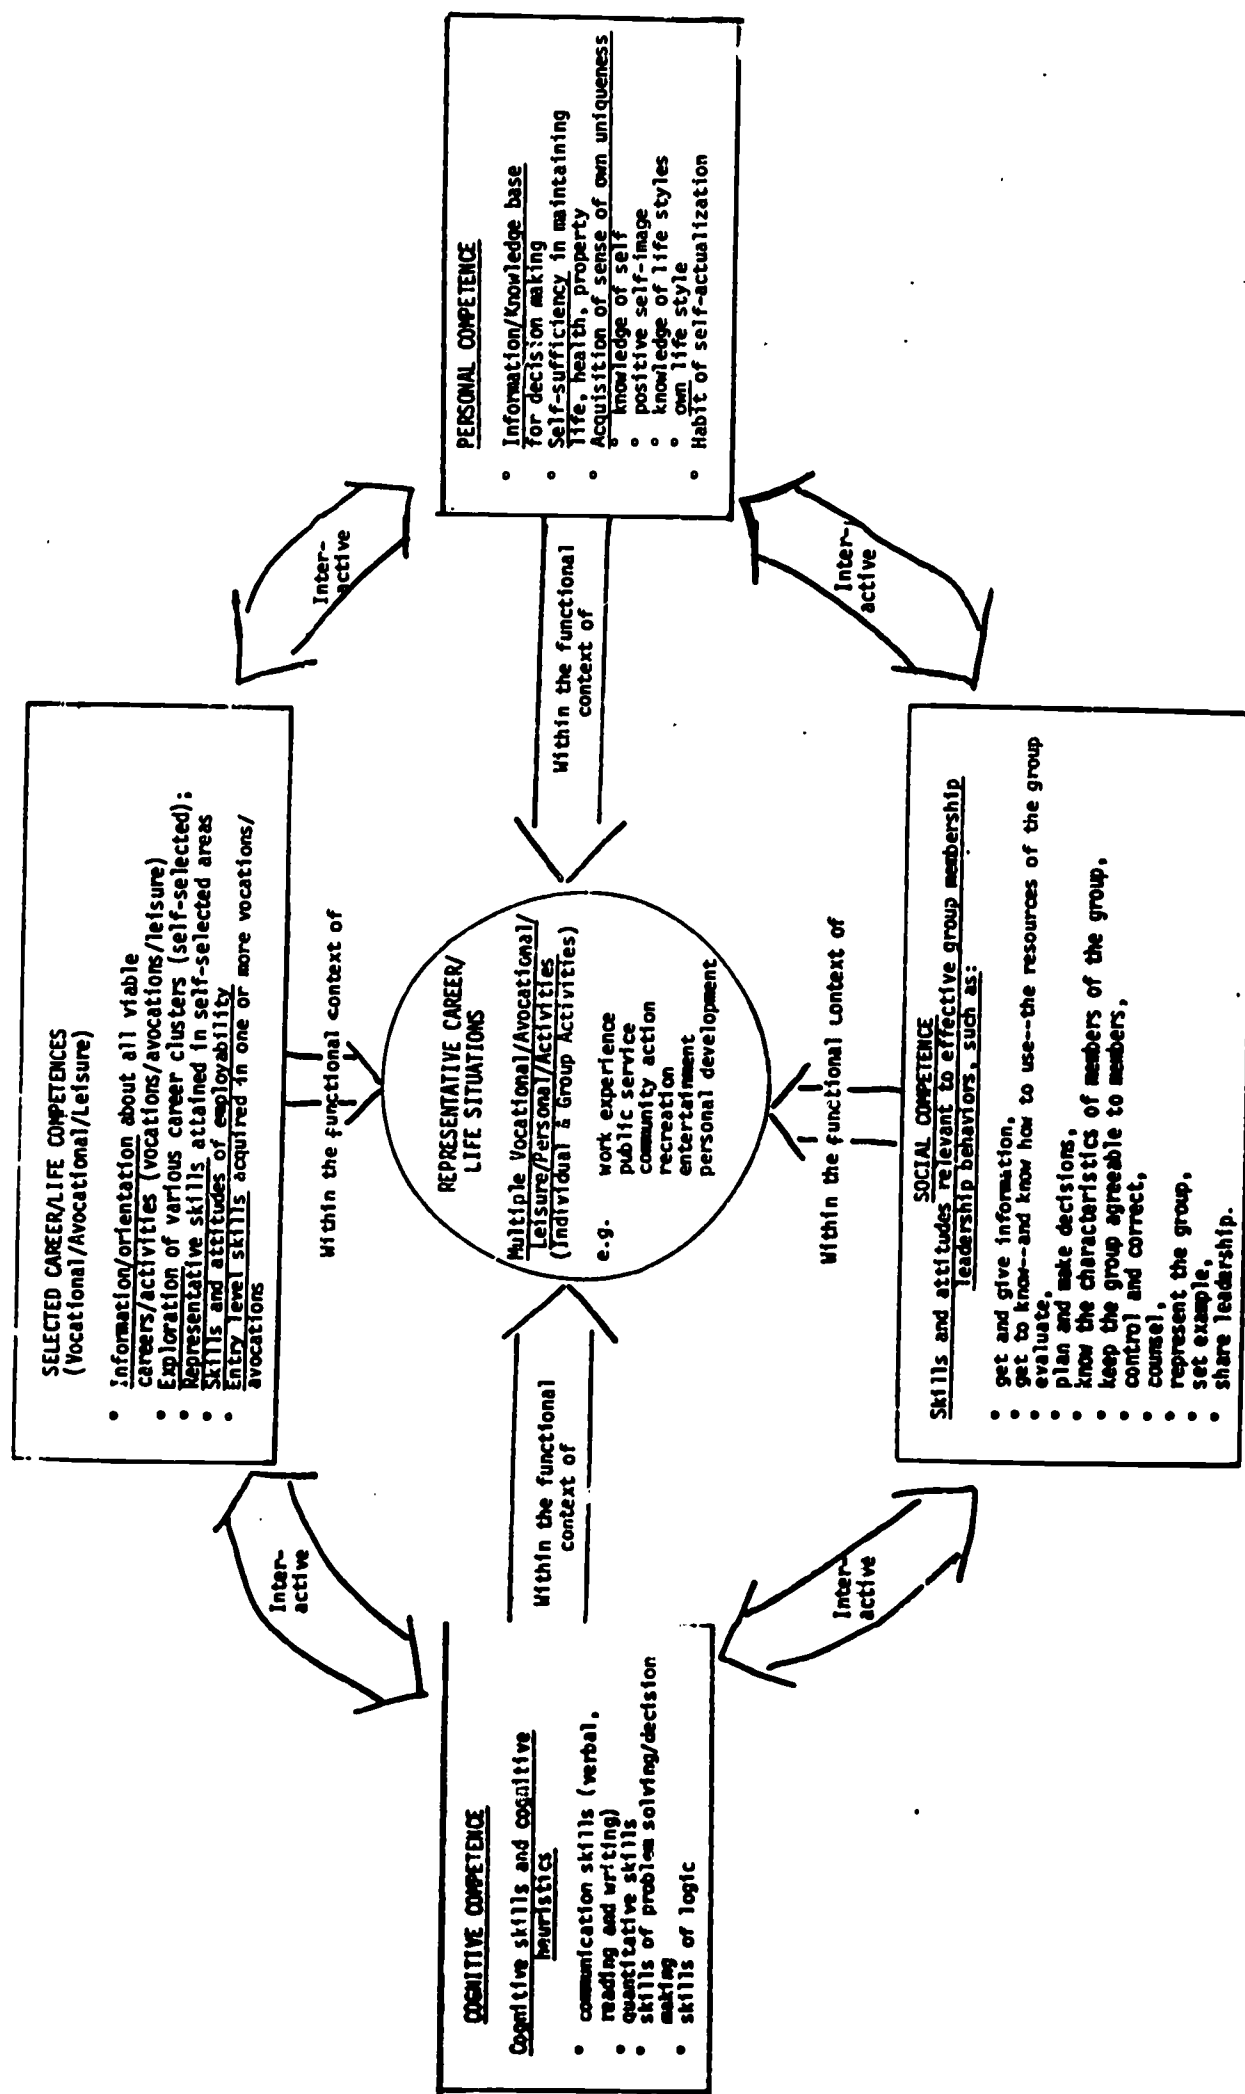 SELECTED CAREER/LIFE COMPETENCES
(Vocational/Avocational/Leisure)
• Information/orientation about all viable
careers/activities (vocations/avocations/leisure)
• Exploration of various career clusters (self-selected);
• Representative skills attained in self-selected areas
• Skills and attitudes of employability
• Entry level skills acquired in one or more vocations/
avocations
Inter-
active
Inter-
active
Within the functional context of
COGNITIVE COMPETENCE
Cognitive skills and cognitive
heuristics
• communication skills (verbal,
reading and writing)
• quantitative skills
• skills of problem solving/decision
making
• skills of logic
Within the functional
context of
REPRESENTATIVE CAREER/
LIFE SITUATIONS
Multiple Vocational/Avocational/
Leisure/Personal/Activities
(Individual & Group Activities)
e.g. work experience
public service
community action
recreation
entertainment
personal development
Within the functional
context of
PERSONAL COMPETENCE
° Information/Knowledge base
for decision making
° Self-sufficiency in maintaining
life, health, property
° Acquisition of sense of own uniqueness
° knowledge of self
° positive self-image
° knowledge of life styles
° own life style
° Habit of self-actualization
Within the functional context of
Inter-
active
Inter-
active
SOCIAL COMPETENCE
Skills and attitudes relevant to effective group membership
leadership behaviors, such as:
• get and give information,
• get to know--and know how to use--the resources of the group
• evaluate,
• plan and make decisions,
• know the characteristics of members of the group,
• keep the group agreeable to members,
• control and correct,
• counsel,
• represent the group,
• set example,
• share leadership.